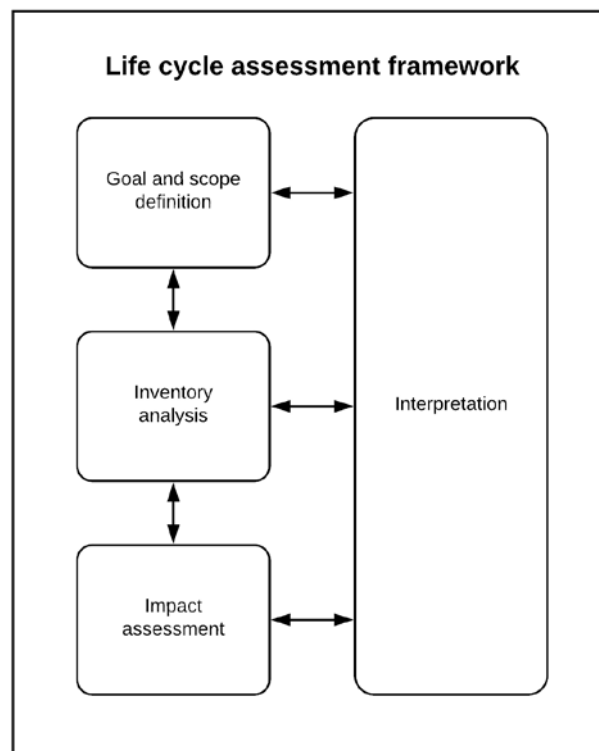 Life cycle assessment framework
Goal and scope
definition
Inventory
analysis
Interpretation
Impact
assessment